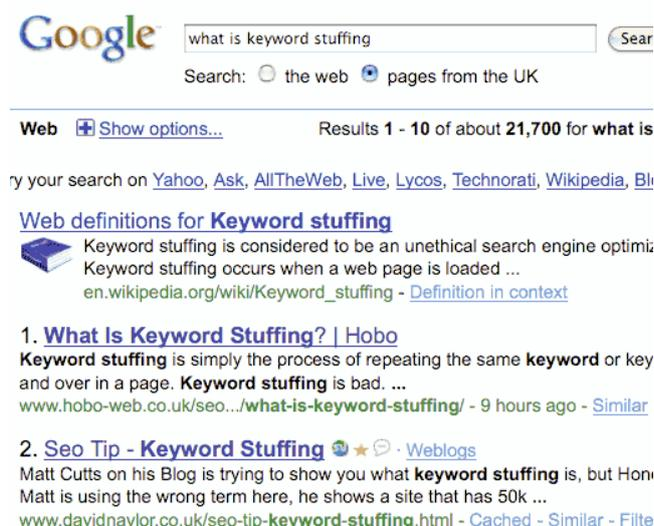 Google what is keyword stuffing Sear
Search: the web pages from the UK
Web Show options... Results 1 - 10 of about 21,700 for what is
ry your search on Yahoo, Ask, AllTheWeb, Live, Lycos, Technorati, Wikipedia, Bl
Web definitions for Keyword stuffing
Keyword stuffing is considered to be an unethical search engine optimiz
Keyword stuffing occurs when a web page is loaded ...
en.wikipedia.org/wiki/Keyword_stuffing - Definition in context
1. What Is Keyword Stuffing? | Hobo
Keyword stuffing is simply the process of repeating the same keyword or key
and over in a page. Keyword stuffing is bad. ...
www.hobo-web.co.uk/seo.../what-is-keyword-stuffing/ - 9 hours ago - Similar
2. Seo Tip - Keyword Stuffing · Weblogs
Matt Cutts on his Blog is trying to show you what keyword stuffing is, but Hone
Matt is using the wrong term here, he shows a site that has 50k ...
www.davidnaylor.co.uk/seo-tip-keyword-stuffing.html - Cached - Similar - Filte